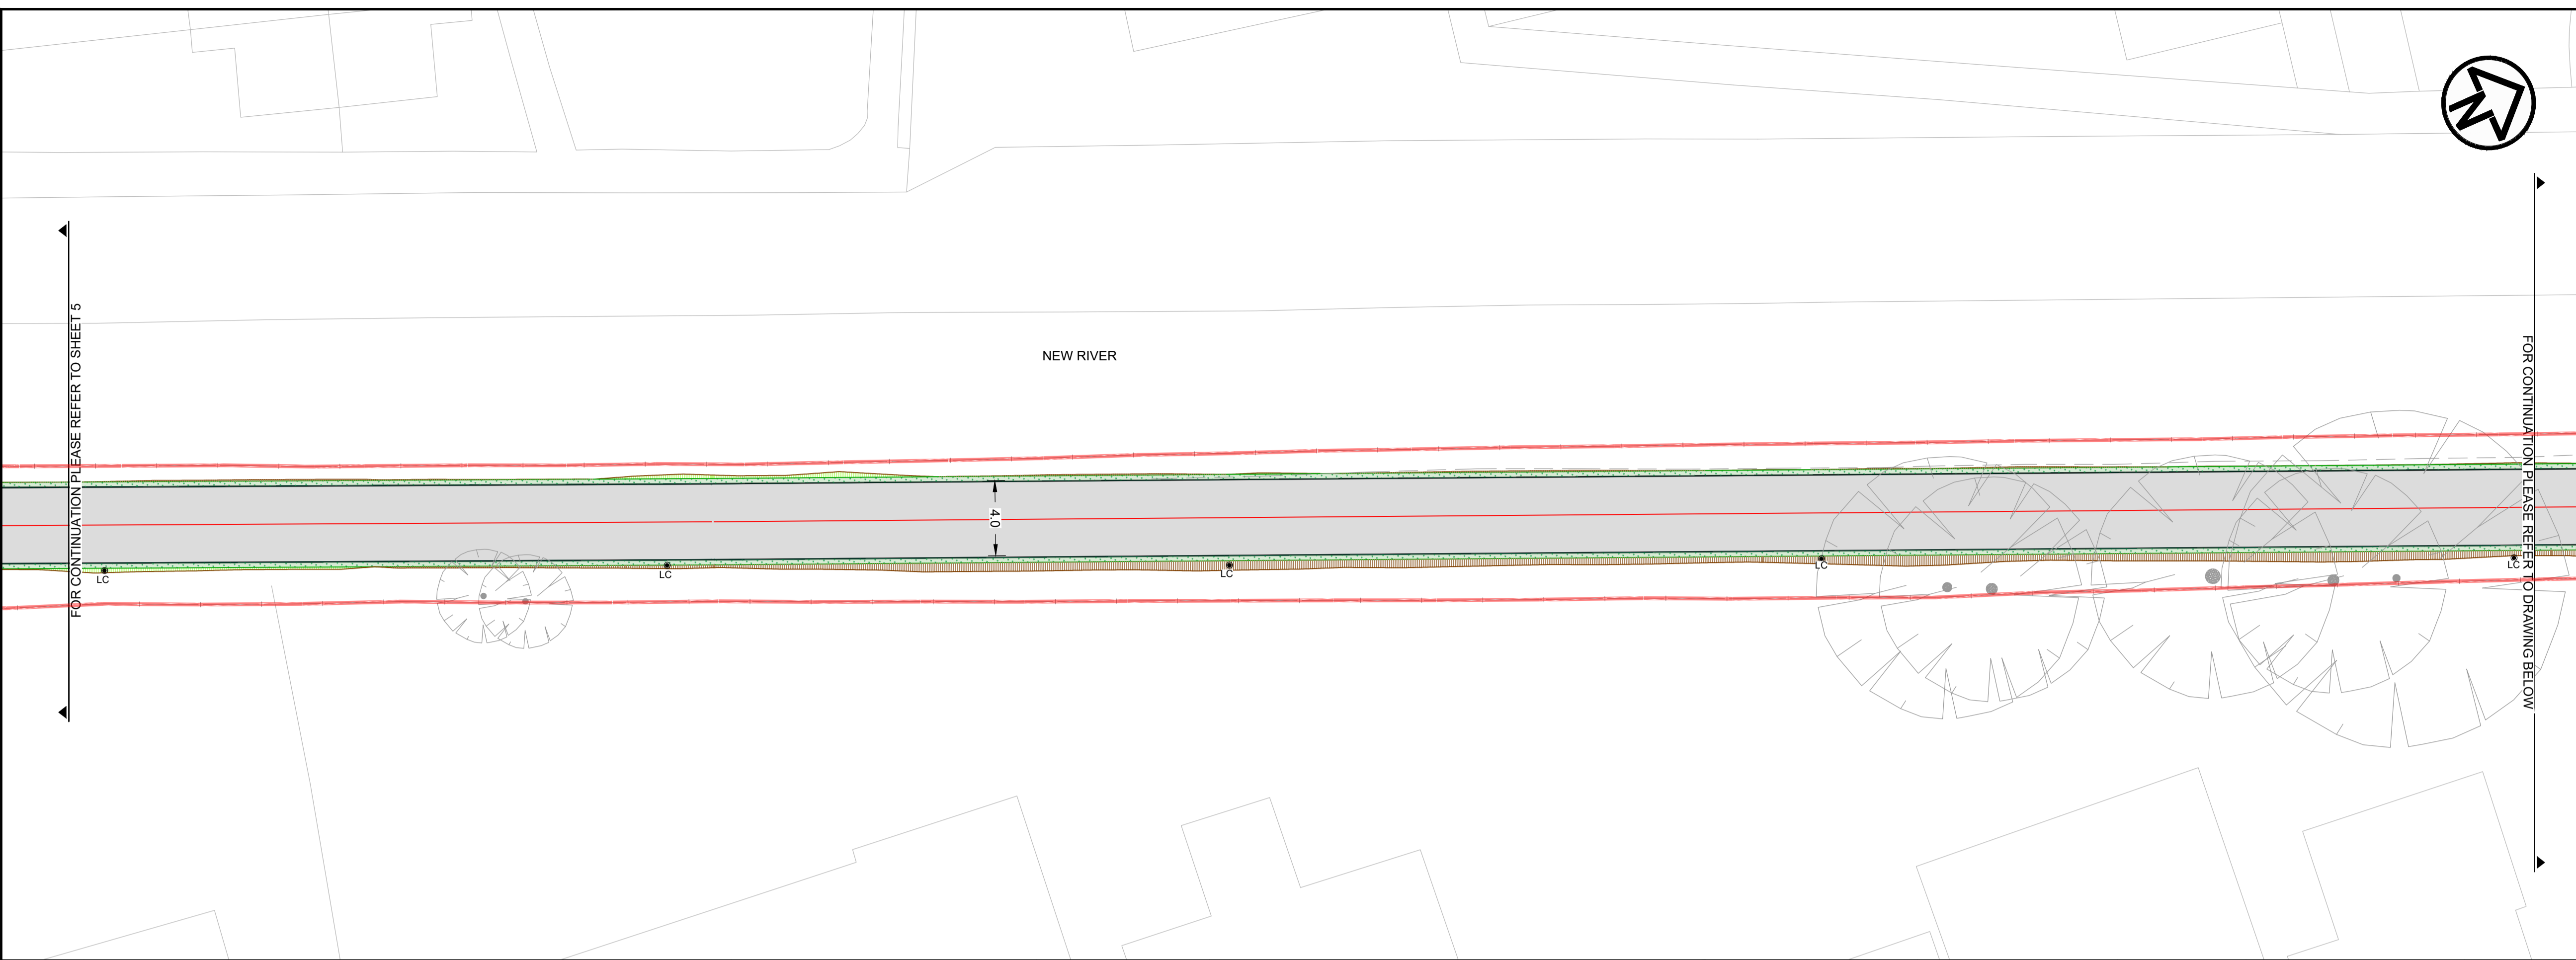 N
FOR CONTINUATION PLEASE REFER TO SHEET 5
NEW RIVER
4.0
FOR CONTINUATION PLEASE REFER TO DRAWING BELOW
LC
LC
LC
LC
LC